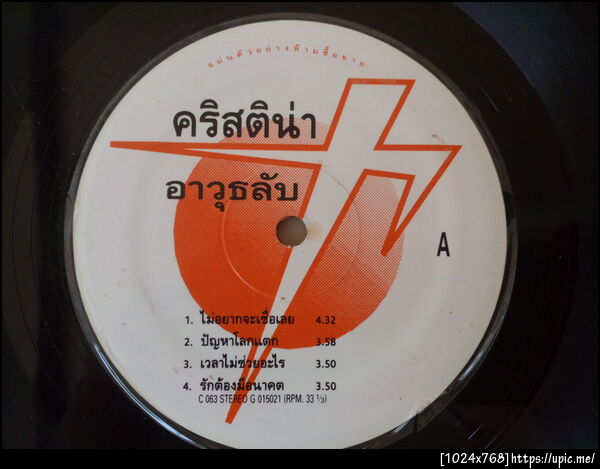 แผ่นตัวอย่างห้ามซื้อขาย
คริสติน่า
อาวุธลับ
A
1. ไม่อยากจะเชื่อเลย 4.32
2. ปัญหาโลกแตก 3.58
3. เวลาไม่ช่วยอะไร 3.50
4. รักต้องมีอนาคต 3.50
C 063 STEREO G 015021 (RPM. 33 ⅓)
[1024x768]https://upic.me/